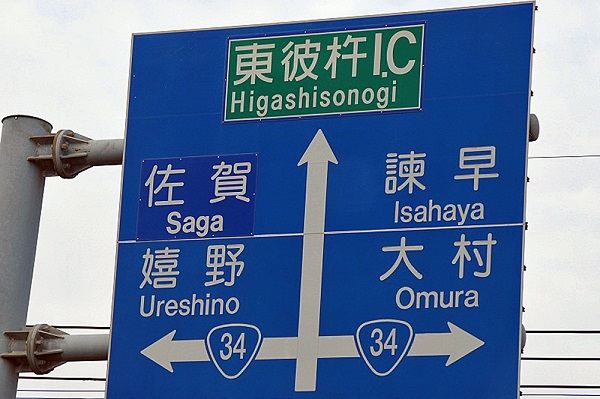 東彼杵I.C
Higashisonogi
佐賀
Saga
嬉野
Ureshino
諫早
Isahaya
大村
Omura
34
34